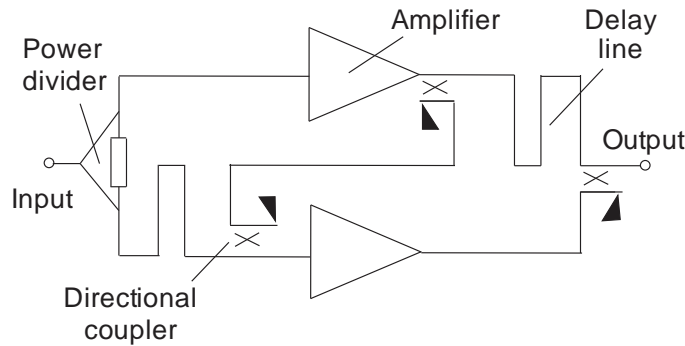 Power
divider
Amplifier
Delay
line
Output
Input
Directional
coupler